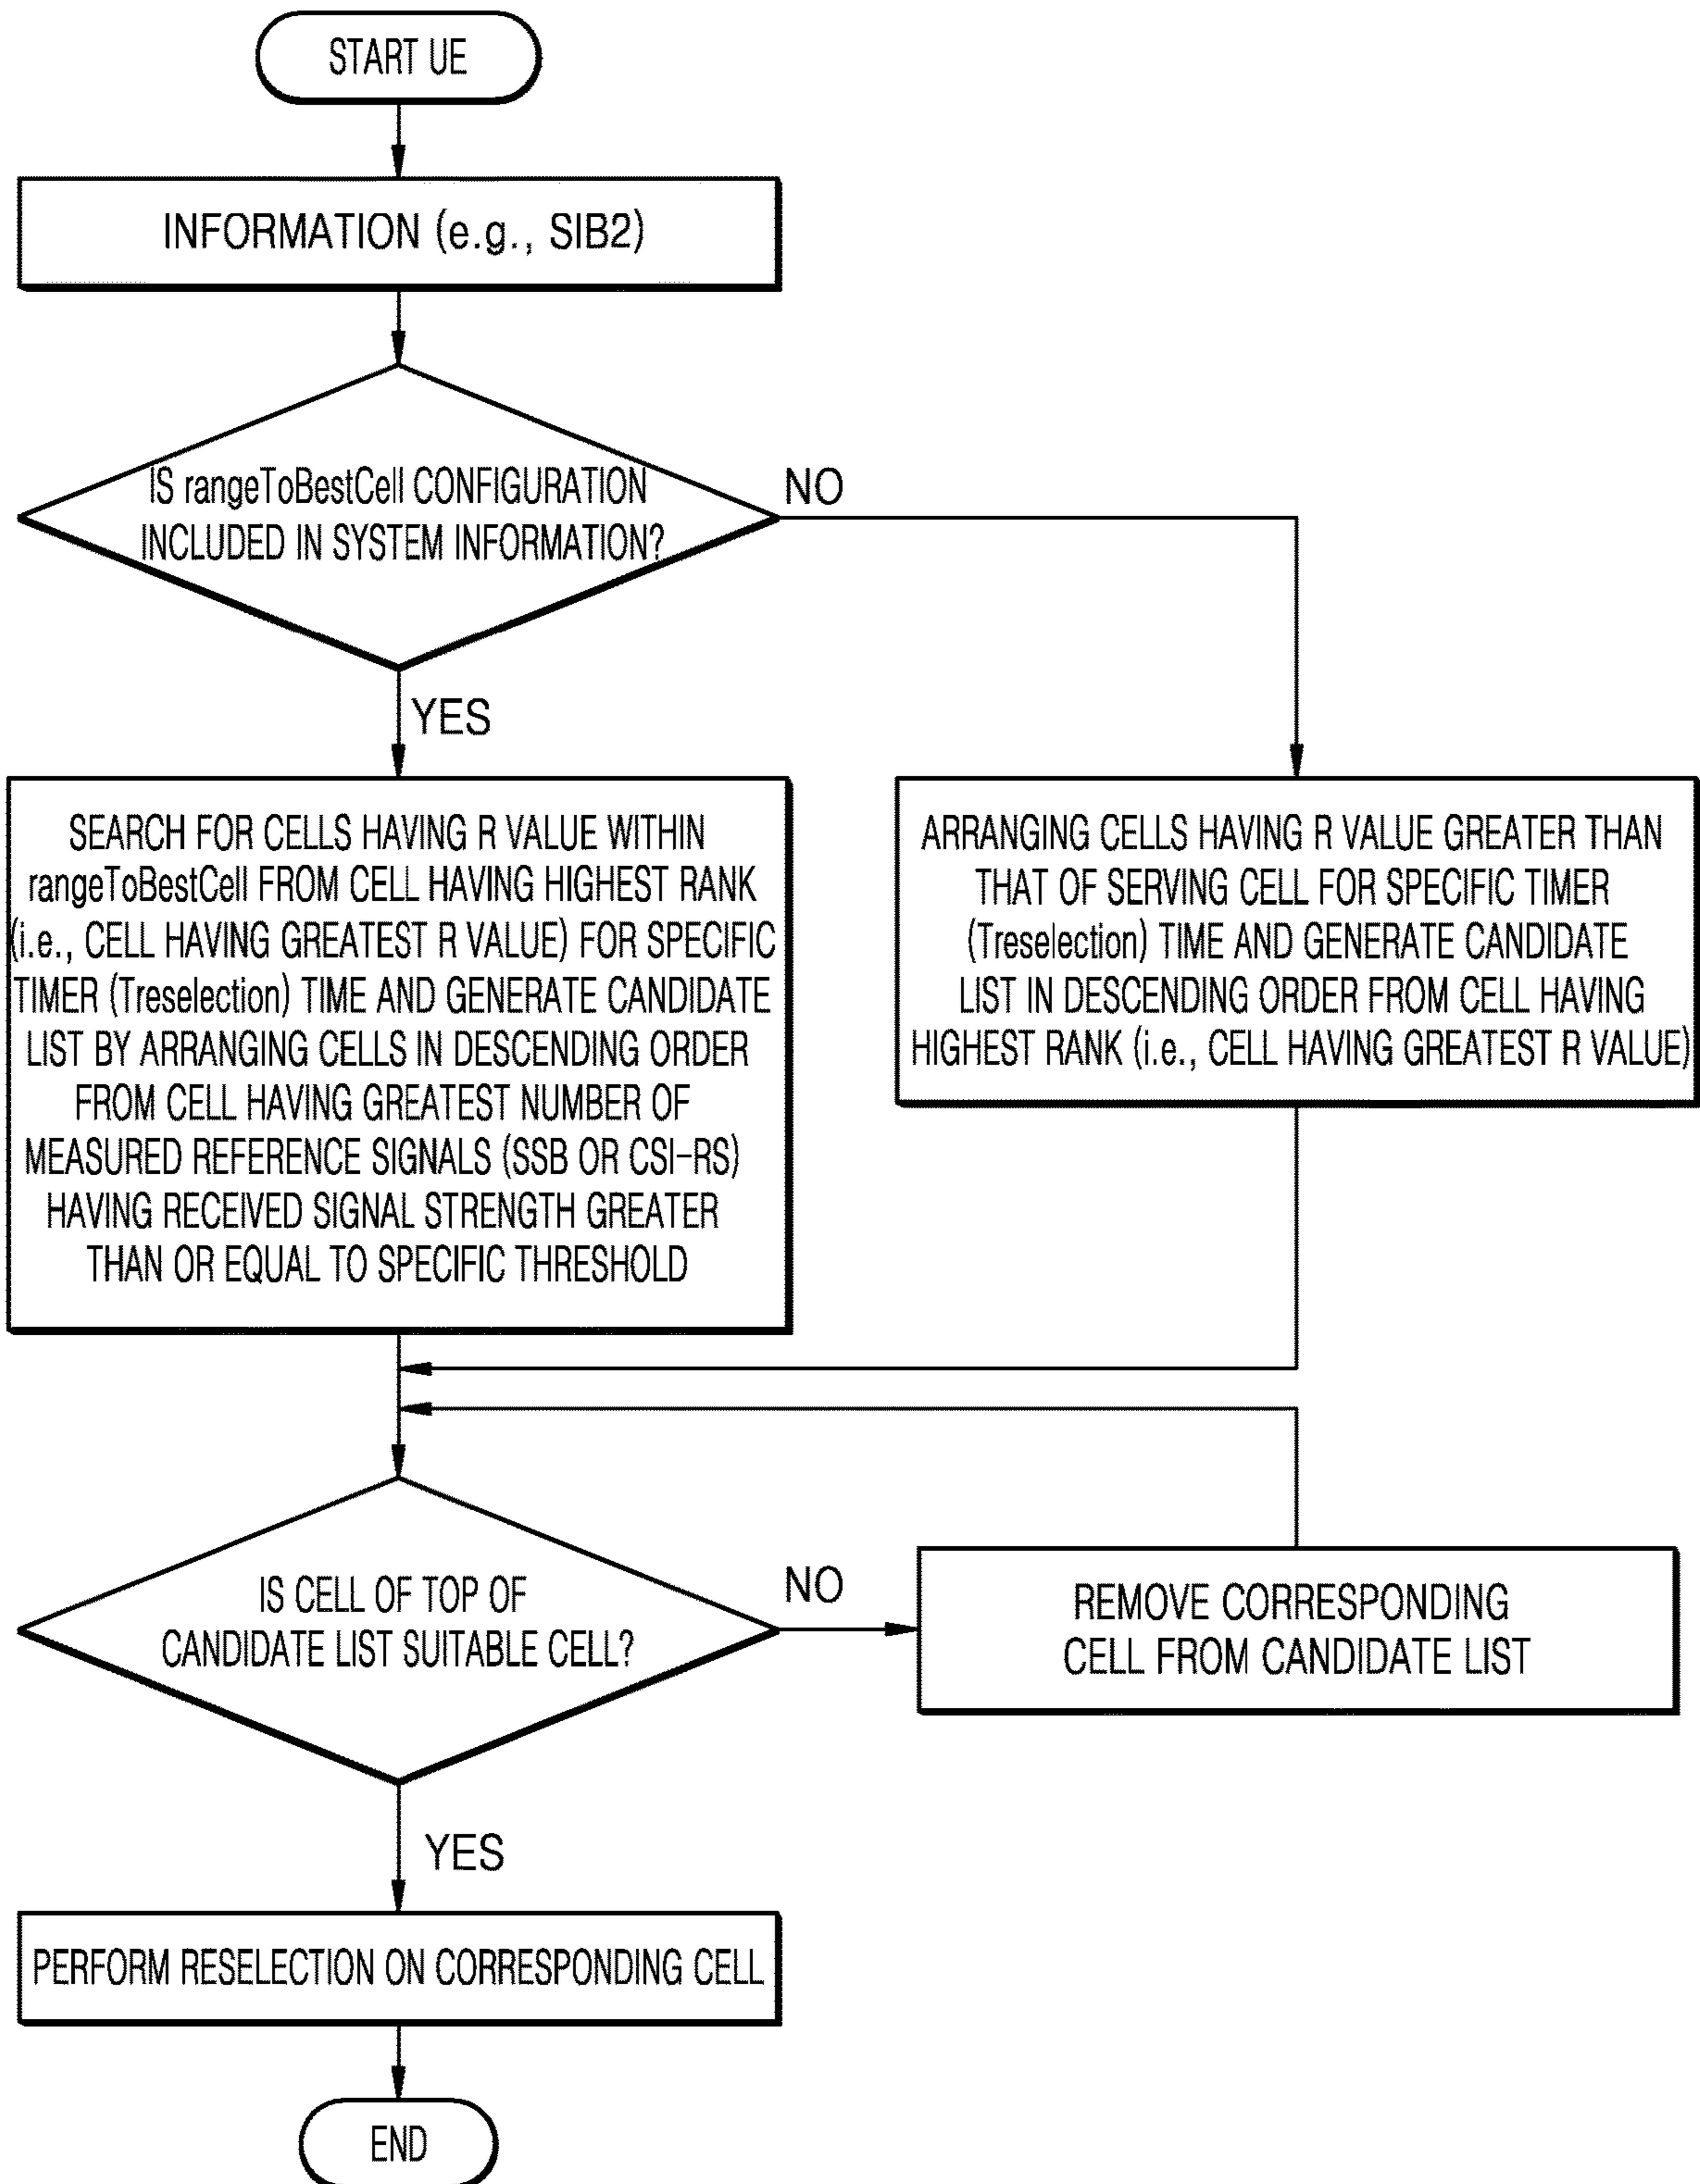 START UE
INFORMATION (e.g., SIB2)
IS rangeToBestCell CONFIGURATION
INCLUDED IN SYSTEM INFORMATION?
NO
YES
SEARCH FOR CELLS HAVING R VALUE WITHIN
rangeToBestCell FROM CELL HAVING HIGHEST RANK
(i.e., CELL HAVING GREATEST R VALUE) FOR SPECIFIC
TIMER (Treselection) TIME AND GENERATE CANDIDATE
LIST BY ARRANGING CELLS IN DESCENDING ORDER
FROM CELL HAVING GREATEST NUMBER OF
MEASURED REFERENCE SIGNALS (SSB OR CSI-RS)
HAVING RECEIVED SIGNAL STRENGTH GREATER
THAN OR EQUAL TO SPECIFIC THRESHOLD
ARRANGING CELLS HAVING R VALUE GREATER THAN
THAT OF SERVING CELL FOR SPECIFIC TIMER
(Treselection) TIME AND GENERATE CANDIDATE
LIST IN DESCENDING ORDER FROM CELL HAVING
HIGHEST RANK (i.e., CELL HAVING GREATEST R VALUE)
IS CELL OF TOP OF
CANDIDATE LIST SUITABLE CELL?
NO
REMOVE CORRESPONDING
CELL FROM CANDIDATE LIST
YES
PERFORM RESELECTION ON CORRESPONDING CELL
END